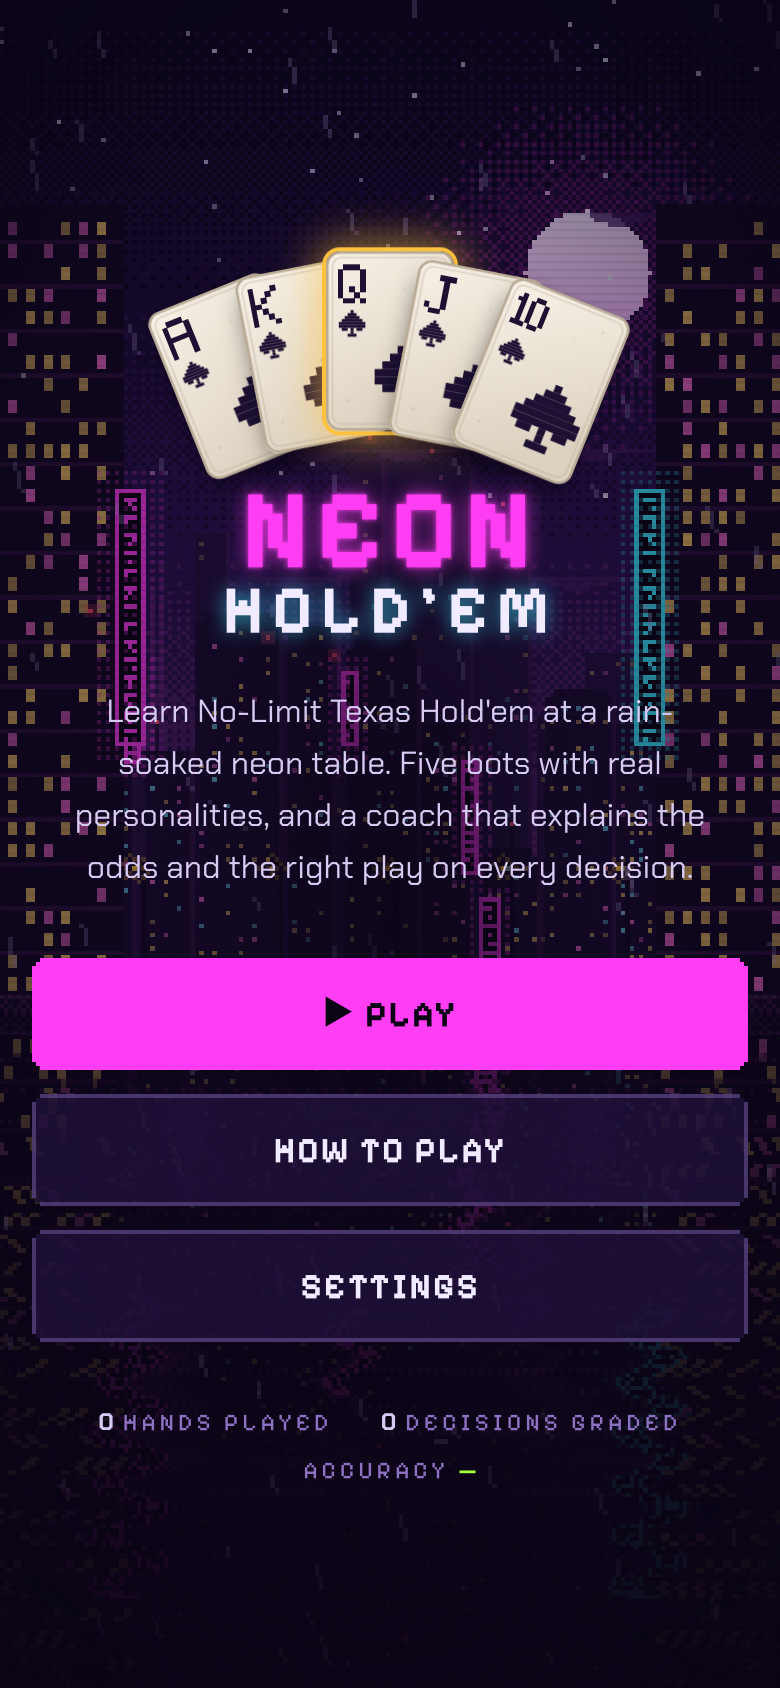 A
K
Q
J
10
NEON
HOLD'EM
Learn No-Limit Texas Hold'em at a rain-
soaked neon table. Five bots with real
personalities, and a coach that explains the
odds and the right play on every decision.
▶ PLAY
HOW TO PLAY
SETTINGS
0 HANDS PLAYED 0 DECISIONS GRADED
ACCURACY –